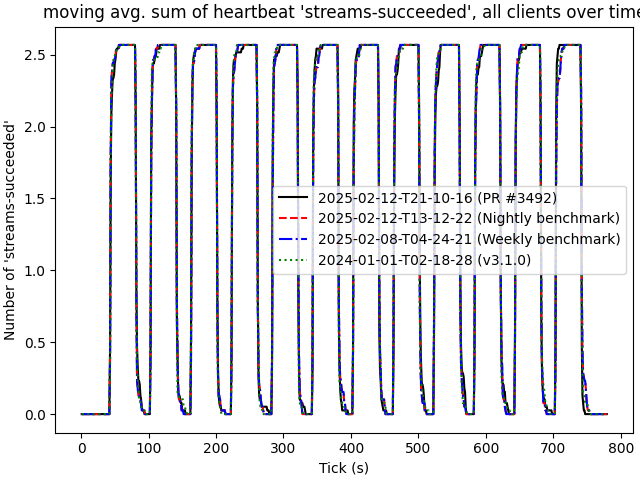 moving avg. sum of heartbeat 'streams-succeeded', all clients over time
Number of 'streams-succeeded'
2.5
2.0
1.5
1.0
0.5
0.0
2025-02-12-T21-10-16 (PR #3492)
2025-02-12-T13-12-22 (Nightly benchmark)
2025-02-08-T04-24-21 (Weekly benchmark)
2024-01-01-T02-18-28 (v3.1.0)
0 100 200 300 400 500 600 700 800
Tick (s)